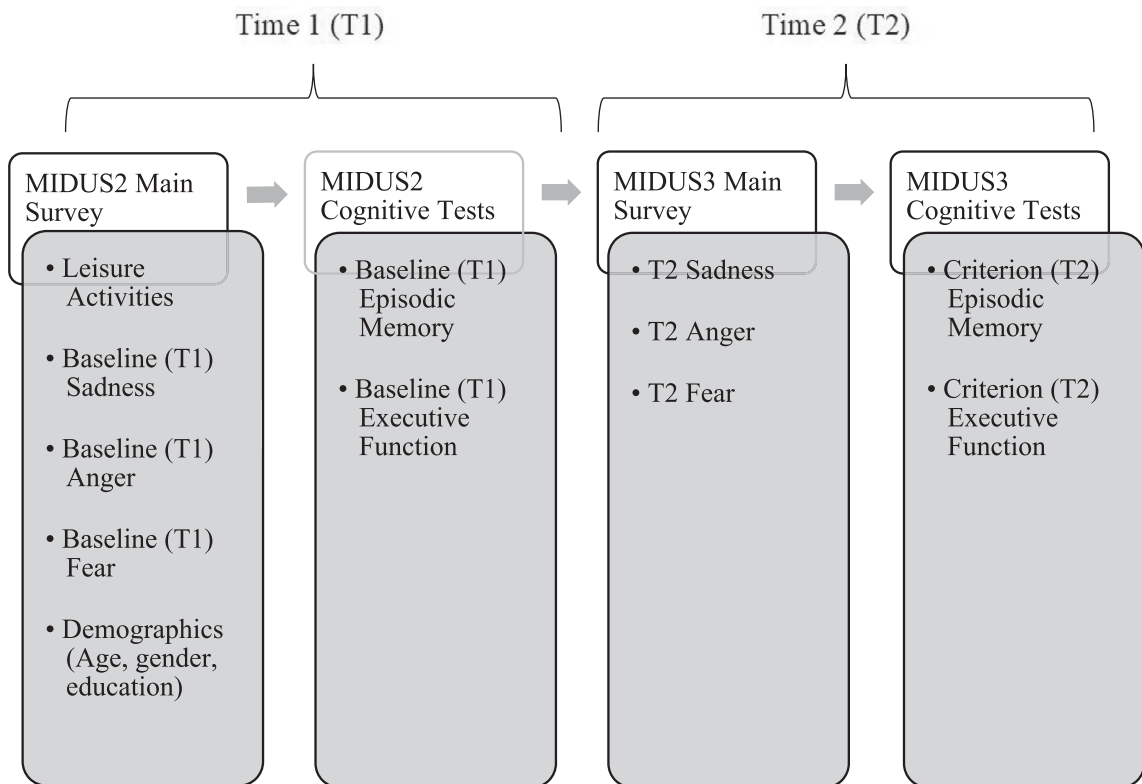 Time 1 (T1)
Time 2 (T2)
MIDUS2 Main
Survey
• Leisure
Activities
• Baseline (T1)
Sadness
• Baseline (T1)
Anger
• Baseline (T1)
Fear
• Demographics
(Age, gender,
education)
MIDUS2
Cognitive Tests
• Baseline (T1)
Episodic
Memory
• Baseline (T1)
Executive
Function
MIDUS3 Main
Survey
• T2 Sadness
• T2 Anger
• T2 Fear
MIDUS3
Cognitive Tests
• Criterion (T2)
Episodic
Memory
• Criterion (T2)
Executive
Function